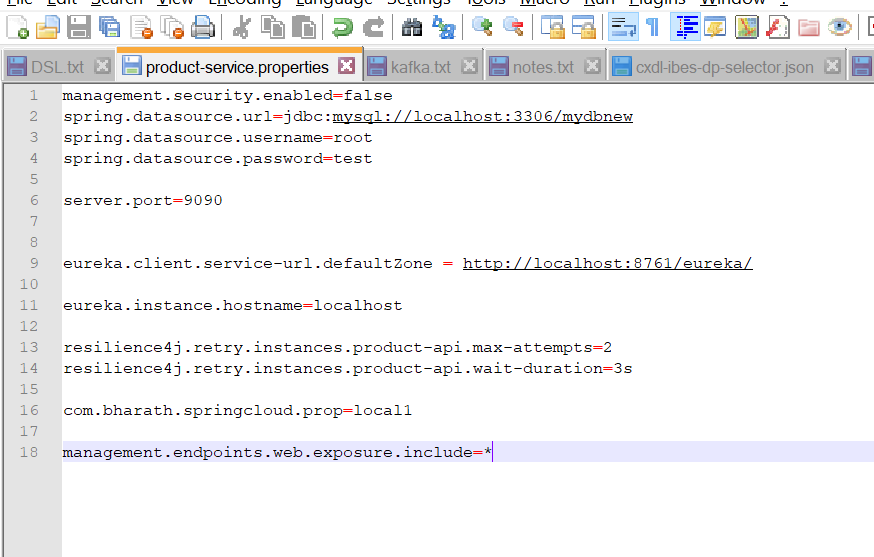 File Edit Search View Encoding Language Settings Tools Macro Run Plugins Window ?
DSL.txt product-service.properties kafka.txt notes.txt cxdl-ibes-dp-selector.json
1 management.security.enabled=false
2 spring.datasource.url=jdbc:mysql://localhost:3306/mydbnew
3 spring.datasource.username=root
4 spring.datasource.password=test
5
6 server.port=9090
7
8
9 eureka.client.service-url.defaultZone = http://localhost:8761/eureka/
10
11 eureka.instance.hostname=localhost
12
13 resilience4j.retry.instances.product-api.max-attempts=2
14 resilience4j.retry.instances.product-api.wait-duration=3s
15
16 com.bharath.springcloud.prop=local1
17
18 management.endpoints.web.exposure.include=*